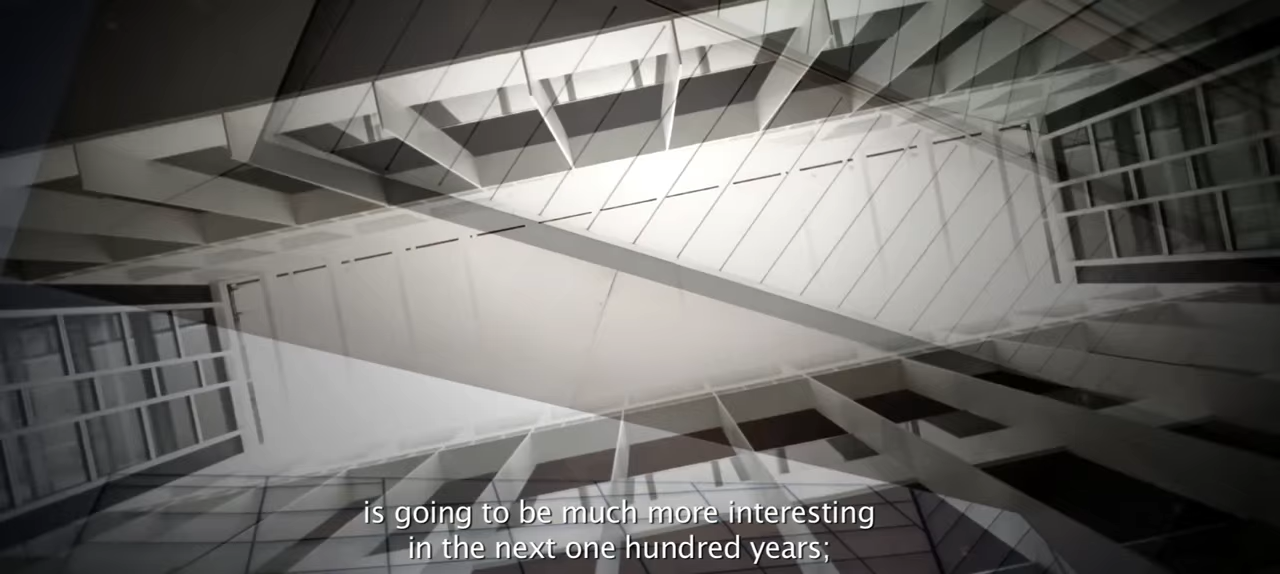 is going to be much more interesting
in the next one hundred years;